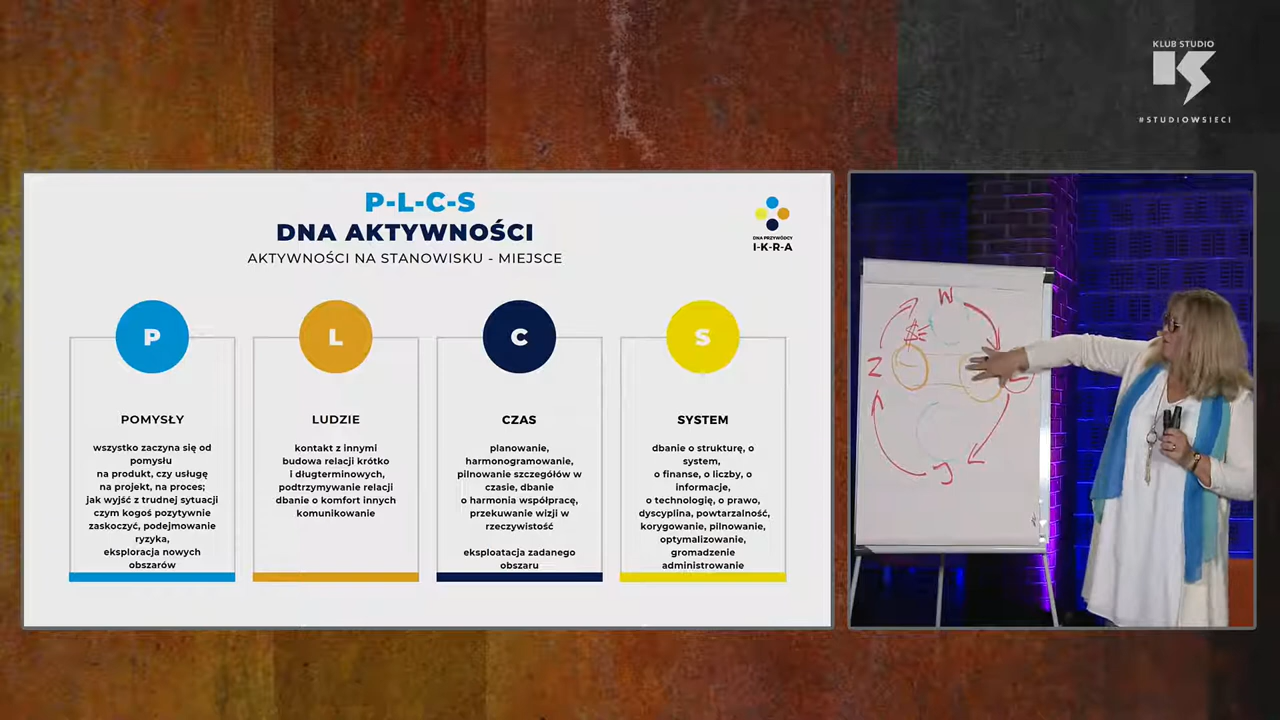 KLUB STUDIO
KS
#STUDIOWSIECI
P-L-C-S
DNA AKTYWNOŚCI
AKTYWNOŚCI NA STANOWISKU - MIEJSCE
DNA PRZYWÓDCY
I-K-R-A
P
POMYSŁY
wszystko zaczyna się od
pomysłu
na produkt, czy usługę
na projekt, na proces;
jak wyjść z trudnej sytuacji
czym kogoś pozytywnie
zaskoczyć, podejmowanie
ryzyka,
eksploracja nowych
obszarów
L
LUDZIE
kontakt z innymi
budowa relacji krótko
i długterminowych,
podtrzymywanie relacji
dbanie o komfort innych
komunikowanie
C
CZAS
planowanie,
harmonogramowanie,
pilnowanie szczegółów w
czasie, dbanie
o harmonia współpracę,
przekuwanie wizji w
rzeczywistość
eksploatacja zadanego
obszaru
S
SYSTEM
dbanie o strukturę, o
system,
o finanse, o liczby, o
informacje,
o technologię, o prawo,
dyscyplina, powtarzalność,
korygowanie, pilnowanie,
optymalizowanie,
gromadzenie
administrowanie
W
Z
J